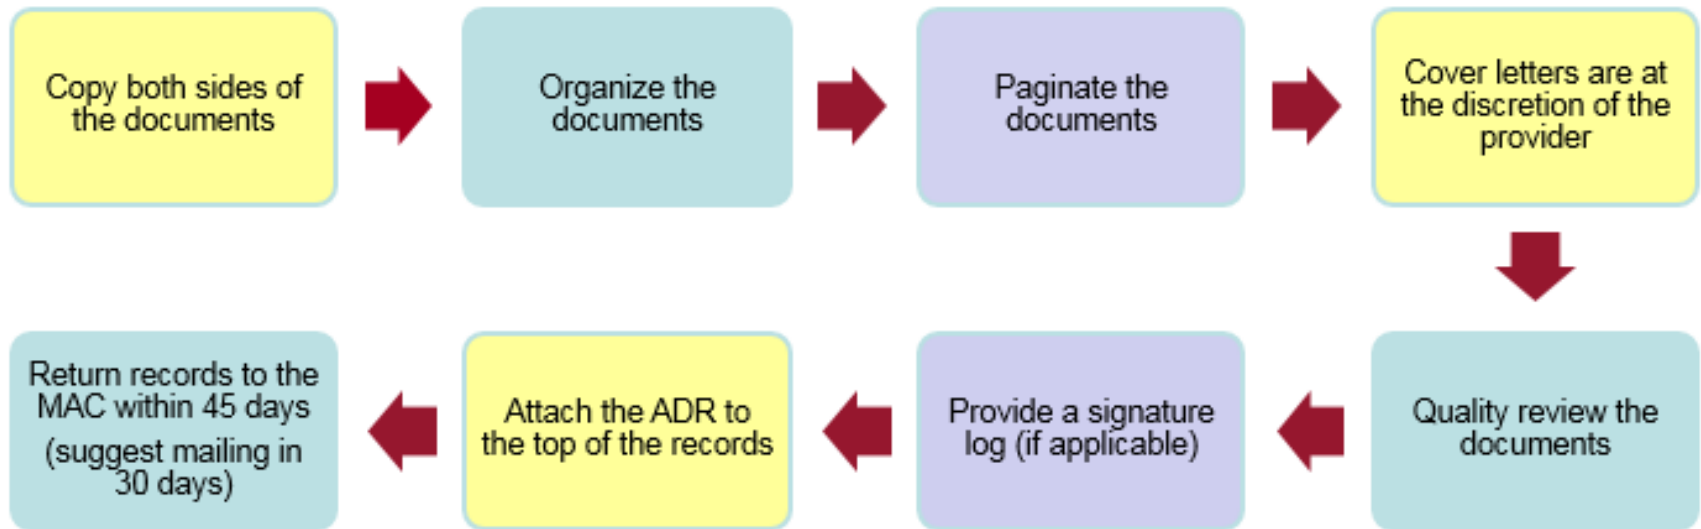 Copy both sides of
the documents
Organize the
documents
Paginate the
documents
Cover letters are at
the discretion of the
provider
Quality review the
documents
Provide a signature
log (if applicable)
Attach the ADR to
the top of the records
Return records to the
MAC within 45 days
(suggest mailing in
30 days)